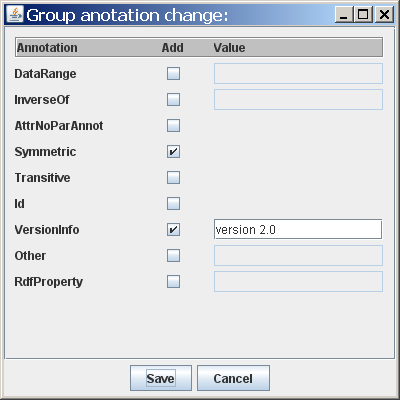 Group anotation change:
Annotation Add Value
DataRange
InverseOf
AttrNoParAnnot
Symmetric
Transitive
Id
VersionInfo version 2.0
Other
RdfProperty
Save Cancel